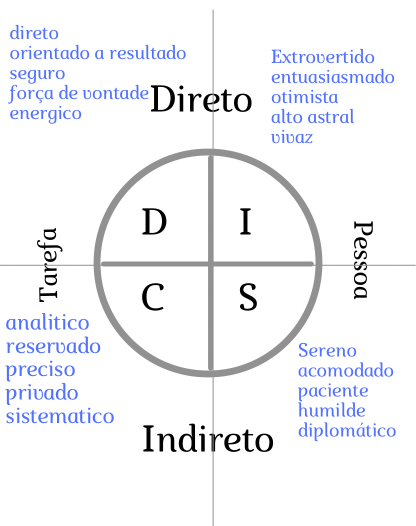 direto
orientado a resultado
seguro
força de vontade
energico
Direto
Extrovertido
entuasiasmado
otimista
alto astral
vivaz
D
I
Tarefa
Pessoa
C
S
analitico
reservado
preciso
privado
sistematico
Sereno
acomodado
paciente
humilde
diplomático
Indireto